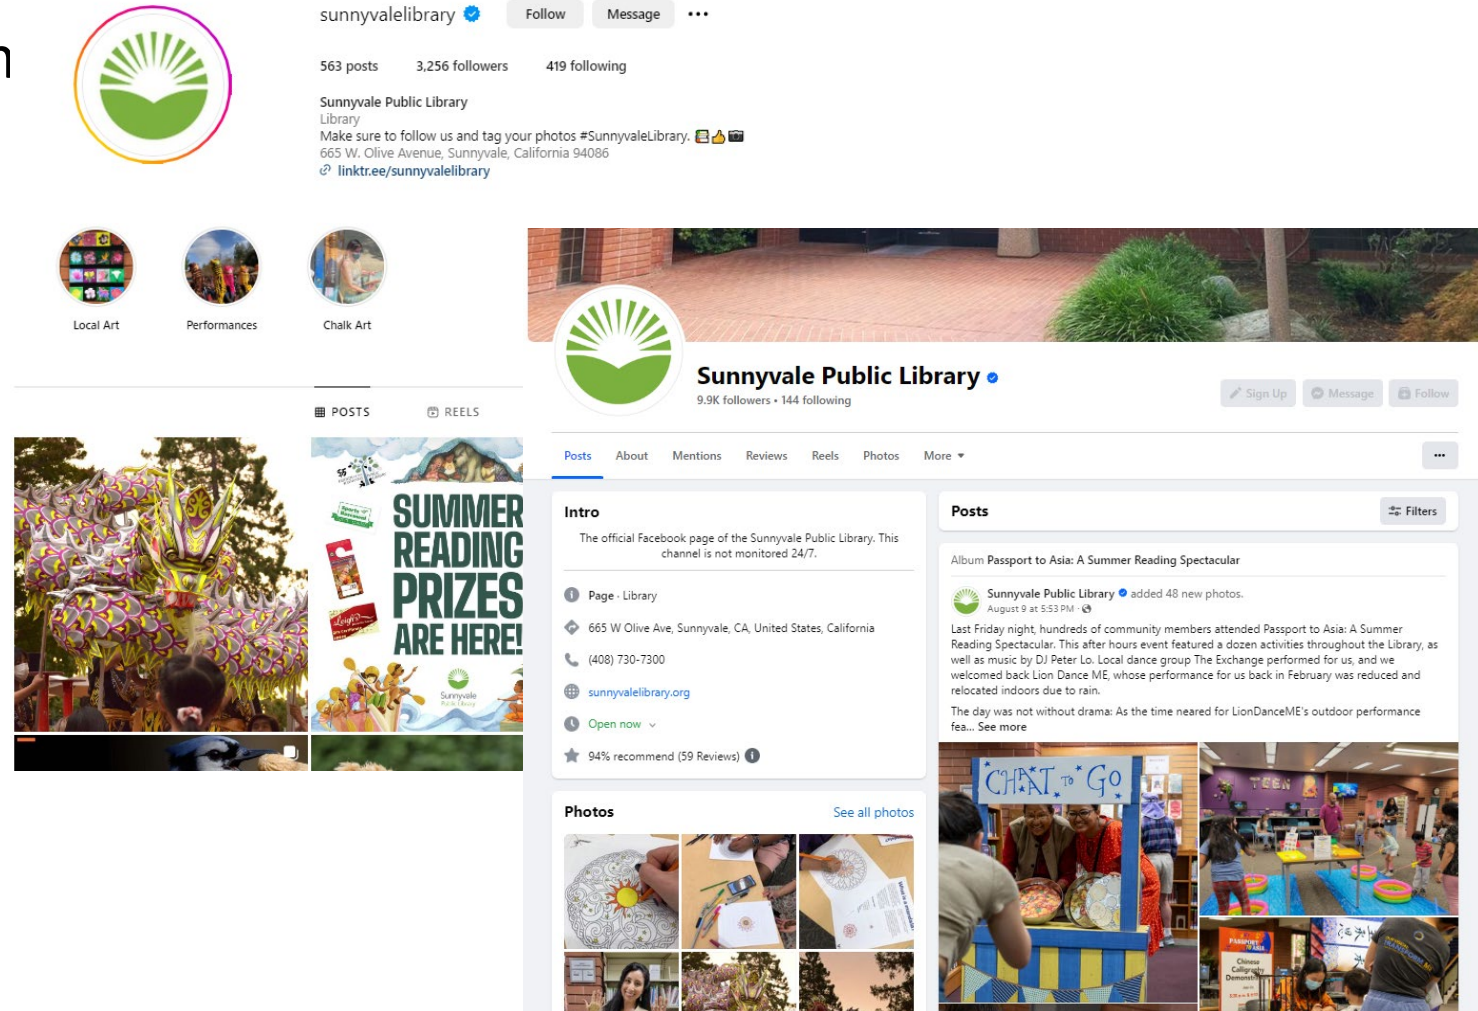 n
sunnyvalelibrary Follow Message
563 posts 3,256 followers 419 following
Sunnyvale Public Library
Library
Make sure to follow us and tag your photos #SunnyvaleLibrary. 📗👍📷
665 W. Olive Avenue, Sunnyvale, California 94086
linktr.ee/sunnyvalelibrary
Local Art Performances Chalk Art
POSTS REELS
SUMMER
READING
PRIZES
ARE HERE!
Sunnyvale
Public Library
Sunnyvale Public Library
9.9K followers • 144 following
Sign Up Message Follow
Posts About Mentions Reviews Reels Photos More
Intro
The official Facebook page of the Sunnyvale Public Library. This
channel is not monitored 24/7.
Page · Library
665 W Olive Ave, Sunnyvale, CA, United States, California
(408) 730-7300
sunnyvalelibrary.org
Open now
94% recommend (59 Reviews)
Photos See all photos
Posts Filters
Album Passport to Asia: A Summer Reading Spectacular
Sunnyvale Public Library added 48 new photos.
August 9 at 5:53 PM ·
Last Friday night, hundreds of community members attended Passport to Asia: A Summer
Reading Spectacular. This after hours event featured a dozen activities throughout the Library, as
well as music by DJ Peter Lo. Local dance group The Exchange performed for us, and we
welcomed back Lion Dance ME, whose performance for us back in February was reduced and
relocated indoors due to rain.
The day was not without drama: As the time neared for LionDanceME's outdoor performance
fea... See more
CHAT TO GO
TEEN
PASSPORT
TO ASIA
Chinese
Calligraphy